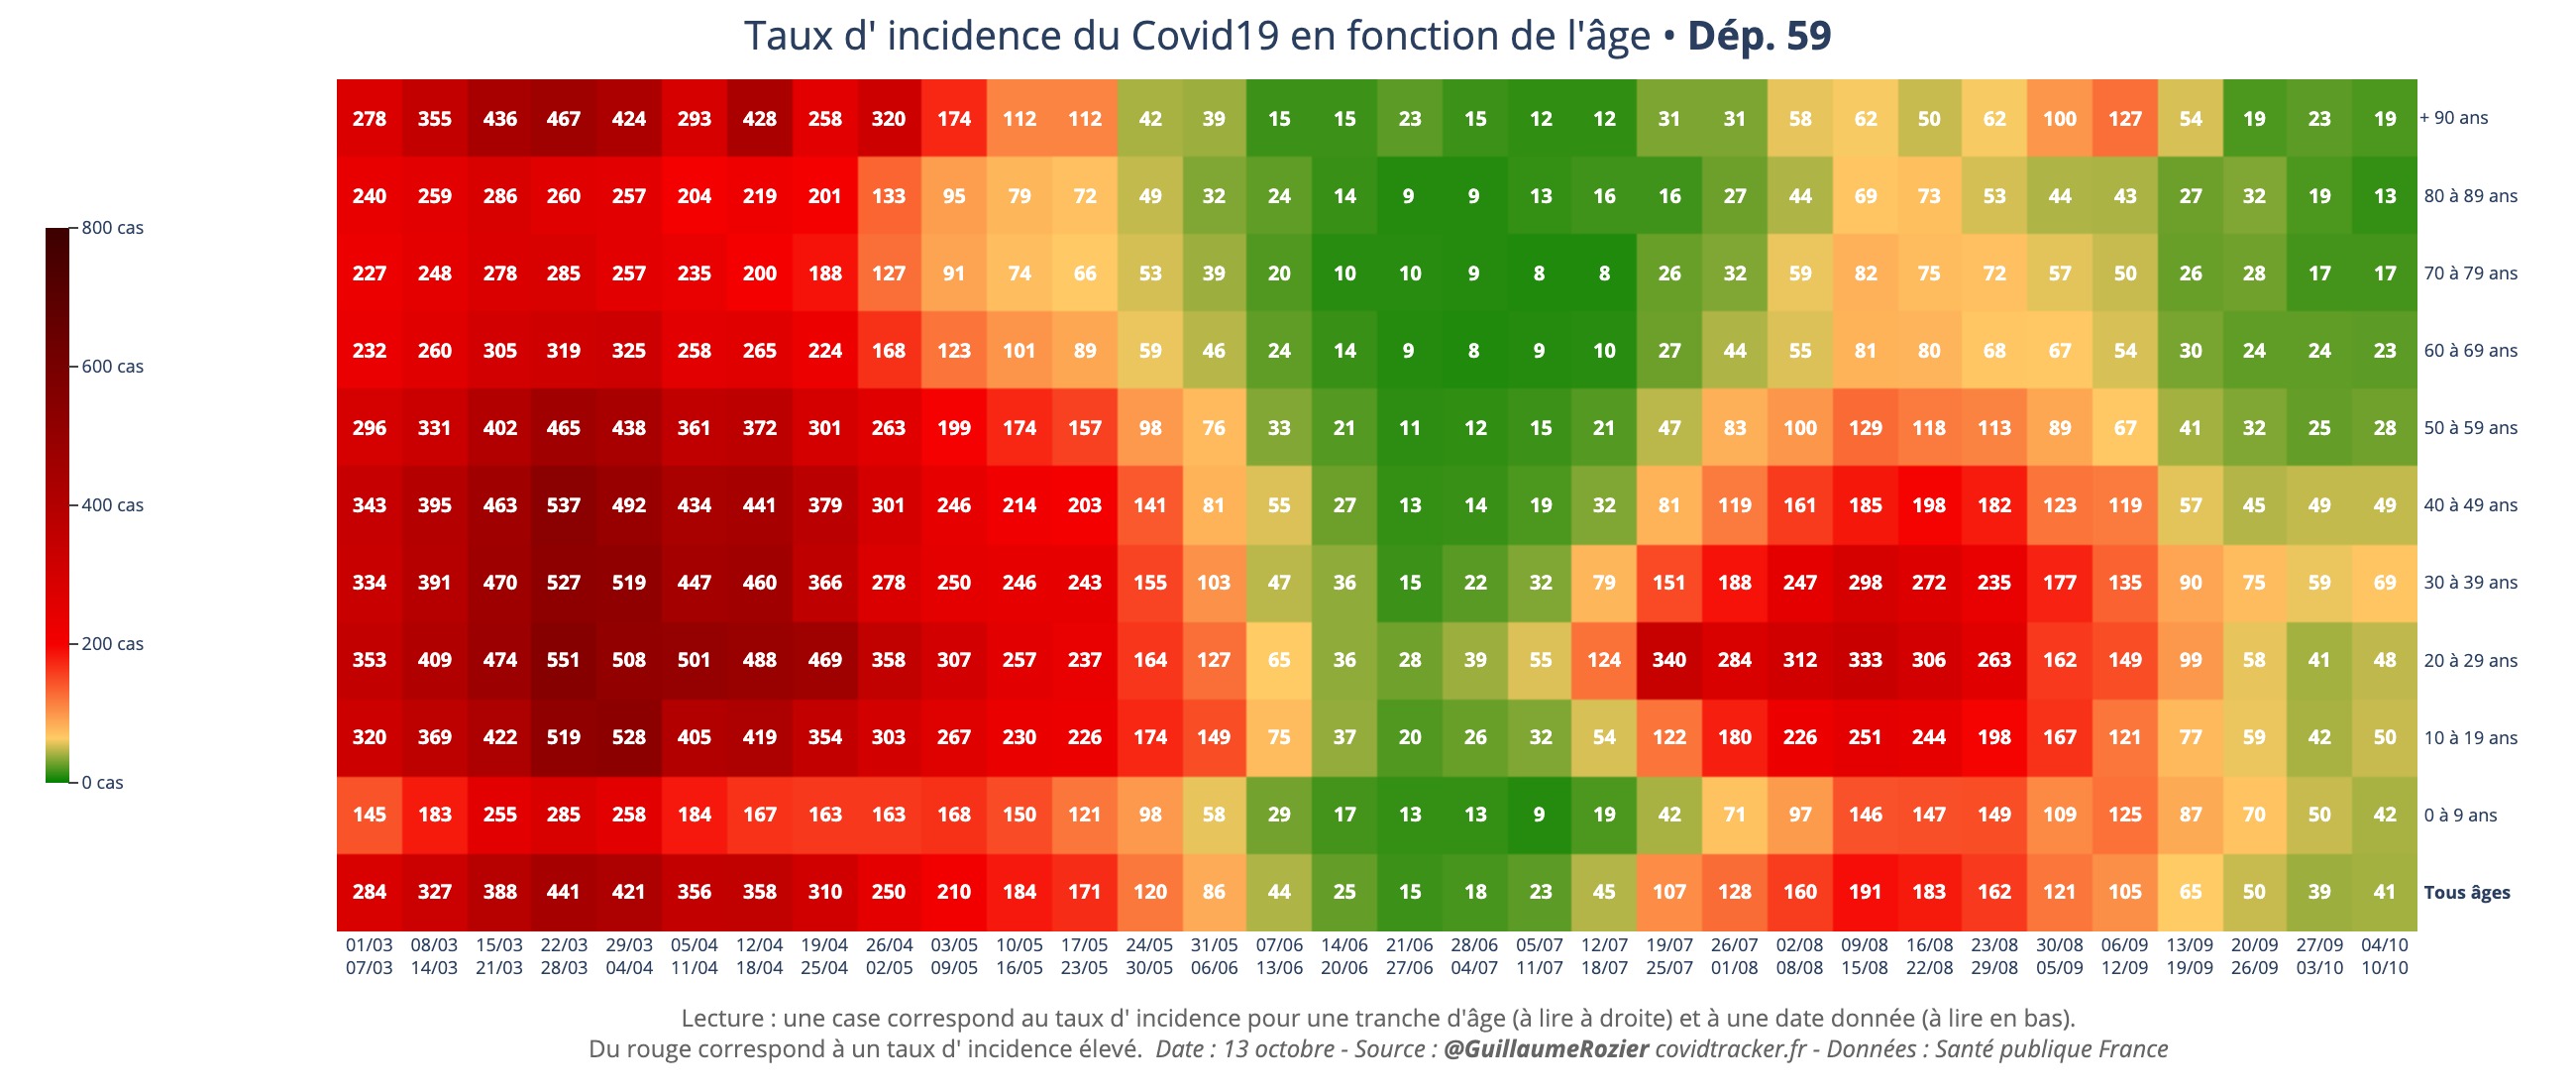 Taux d' incidence du Covid19 en fonction de l'âge • Dép. 59
800 cas
600 cas
400 cas
200 cas
0 cas
278 355 436 467 424 293 428 258 320 174 112 112 42 39 15 15 23 15 12 12 31 31 58 62 50 62 100 127 54 19 23 19 + 90 ans
240 259 286 260 257 204 219 201 133 95 79 72 49 32 24 14 9 9 13 16 16 27 44 69 73 53 44 43 27 32 19 13 80 à 89 ans
227 248 278 285 257 235 200 188 127 91 74 66 53 39 20 10 10 9 8 8 26 32 59 82 75 72 57 50 26 28 17 17 70 à 79 ans
232 260 305 319 325 258 265 224 168 123 101 89 59 46 24 14 9 8 9 10 27 44 55 81 80 68 67 54 30 24 24 23 60 à 69 ans
296 331 402 465 438 361 372 301 263 199 174 157 98 76 33 21 11 12 15 21 47 83 100 129 118 113 89 67 41 32 25 28 50 à 59 ans
343 395 463 537 492 434 441 379 301 246 214 203 141 81 55 27 13 14 19 32 81 119 161 185 198 182 123 119 57 45 49 49 40 à 49 ans
334 391 470 527 519 447 460 366 278 250 246 243 155 103 47 36 15 22 32 79 151 188 247 298 272 235 177 135 90 75 59 69 30 à 39 ans
353 409 474 551 508 501 488 469 358 307 257 237 164 127 65 36 28 39 55 124 340 284 312 333 306 263 162 149 99 58 41 48 20 à 29 ans
320 369 422 519 528 405 419 354 303 267 230 226 174 149 75 37 20 26 32 54 122 180 226 251 244 198 167 121 77 59 42 50 10 à 19 ans
145 183 255 285 258 184 167 163 163 168 150 121 98 58 29 17 13 13 9 19 42 71 97 146 147 149 109 125 87 70 50 42 0 à 9 ans
284 327 388 441 421 356 358 310 250 210 184 171 120 86 44 25 15 18 23 45 107 128 160 191 183 162 121 105 65 50 39 41 Tous âges
01/03 08/03 15/03 22/03 29/03 05/04 12/04 19/04 26/04 03/05 10/05 17/05 24/05 31/05 07/06 14/06 21/06 28/06 05/07 12/07 19/07 26/07 02/08 09/08 16/08 23/08 30/08 06/09 13/09 20/09 27/09 04/10
07/03 14/03 21/03 28/03 04/04 11/04 18/04 25/04 02/05 09/05 16/05 23/05 30/05 06/06 13/06 20/06 27/06 04/07 11/07 18/07 25/07 01/08 08/08 15/08 22/08 29/08 05/09 12/09 19/09 26/09 03/10 10/10
Lecture : une case correspond au taux d' incidence pour une tranche d'âge (à lire à droite) et à une date donnée (à lire en bas).
Du rouge correspond à un taux d' incidence élevé. Date : 13 octobre - Source : @GuillaumeRozier covidtracker.fr - Données : Santé publique France